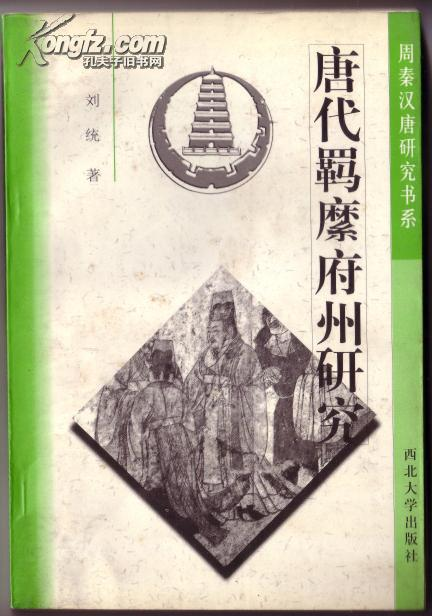 Kongfz.com
孔夫子旧书网
周秦汉唐研究书系
唐代羁縻府州研究
刘统 著
西北大学出版社